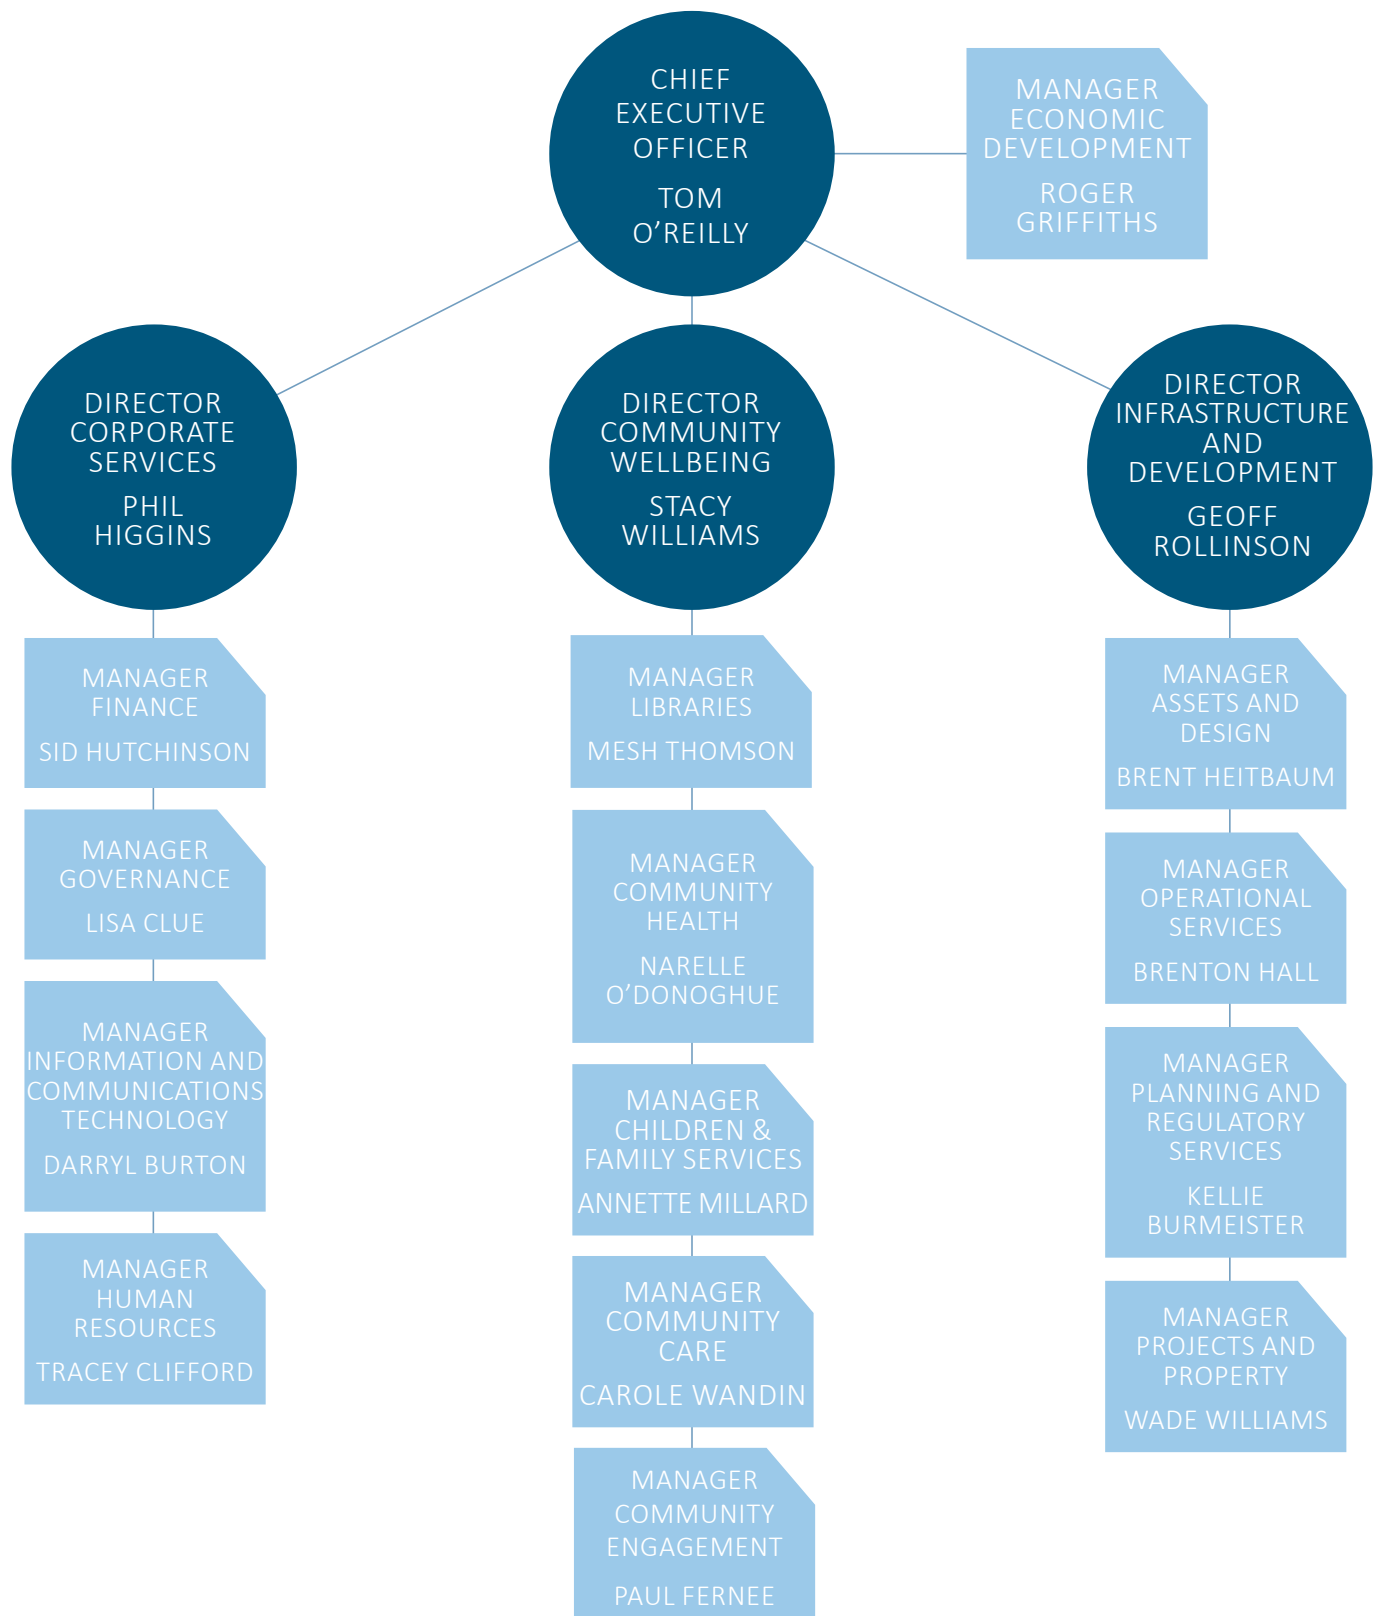 CHIEF
EXECUTIVE
OFFICER
TOM
O’REILLY
MANAGER
ECONOMIC
DEVELOPMENT
ROGER
GRIFFITHS
DIRECTOR
CORPORATE
SERVICES
PHIL
HIGGINS
DIRECTOR
COMMUNITY
WELLBEING
STACY
WILLIAMS
DIRECTOR
INFRASTRUCTURE
AND
DEVELOPMENT
GEOFF
ROLLINSON
MANAGER
FINANCE
SID HUTCHINSON
MANAGER
GOVERNANCE
LISA CLUE
MANAGER
INFORMATION AND
COMMUNICATIONS
TECHNOLOGY
DARRYL BURTON
MANAGER
HUMAN
RESOURCES
TRACEY CLIFFORD
MANAGER
LIBRARIES
MESH THOMSON
MANAGER
COMMUNITY
HEALTH
NARELLE
O’DONOGHUE
MANAGER
CHILDREN &
FAMILY SERVICES
ANNETTE MILLARD
MANAGER
COMMUNITY
CARE
CAROLE WANDIN
MANAGER
COMMUNITY
ENGAGEMENT
PAUL FERNEE
MANAGER
ASSETS AND
DESIGN
BRENT HEITBAUM
MANAGER
OPERATIONAL
SERVICES
BRENTON HALL
MANAGER
PLANNING AND
REGULATORY
SERVICES
KELLIE
BURMEISTER
MANAGER
PROJECTS AND
PROPERTY
WADE WILLIAMS